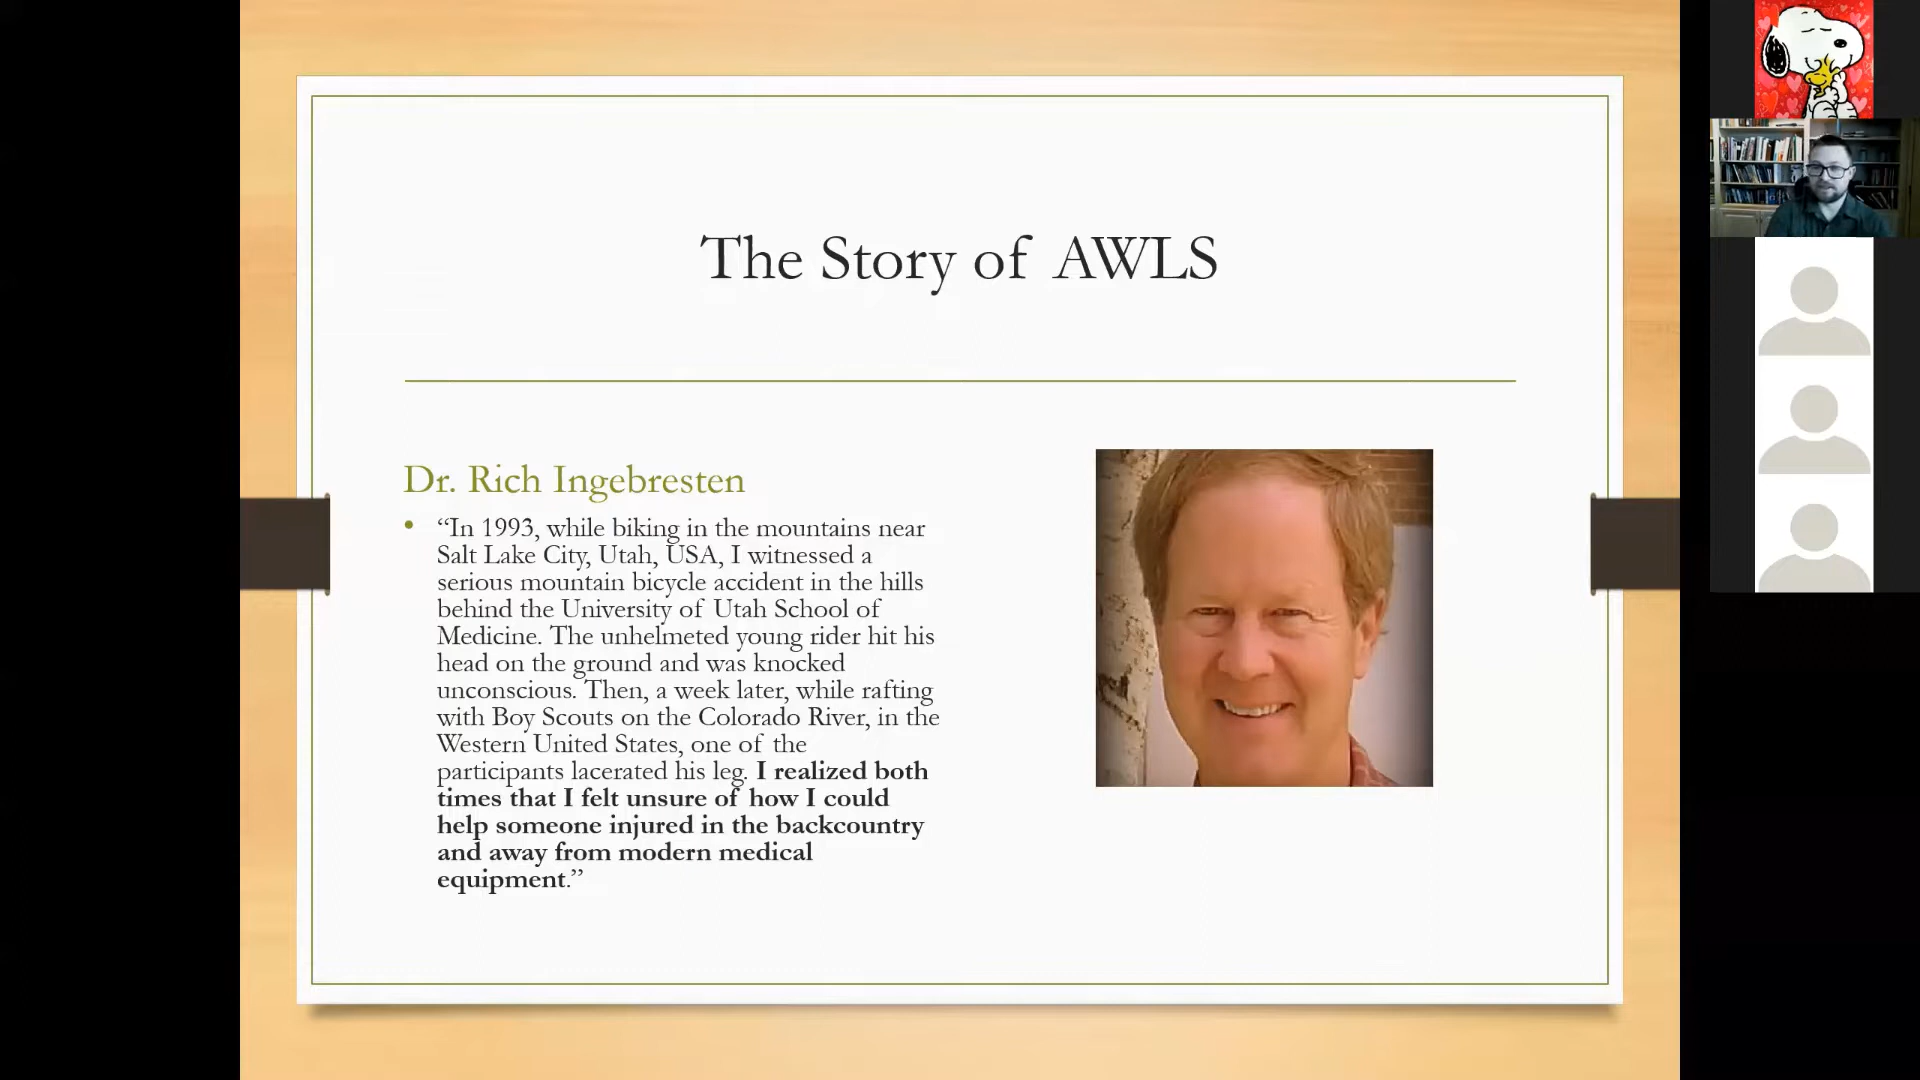 The Story of AWLS
Dr. Rich Ingebresten
• “In 1993, while biking in the mountains near
Salt Lake City, Utah, USA, I witnessed a
serious mountain bicycle accident in the hills
behind the University of Utah School of
Medicine. The unhelmeted young rider hit his
head on the ground and was knocked
unconscious. Then, a week later, while rafting
with Boy Scouts on the Colorado River, in the
Western United States, one of the
participants lacerated his leg. I realized both
times that I felt unsure of how I could
help someone injured in the backcountry
and away from modern medical
equipment.”